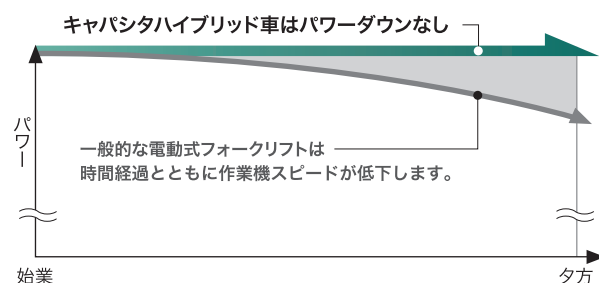 キャパシタハイブリッド車はパワーダウンなし
パワー
一般的な電動式フォークリフトは
時間経過とともに作業機スピードが低下します。
始業
夕方